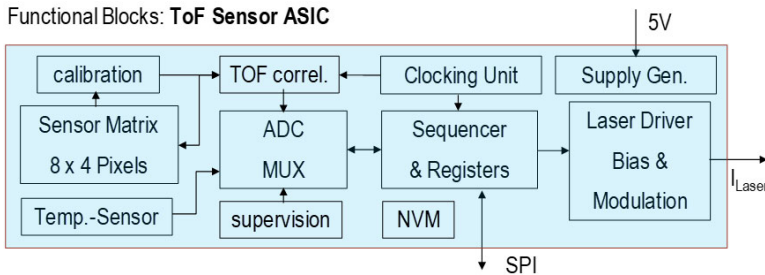 Functional Blocks: ToF Sensor ASIC
5V
calibration
TOF correl.
Clocking Unit
Supply Gen.
Sensor Matrix
8 x 4 Pixels
ADC
MUX
Sequencer
& Registers
Laser Driver
Bias &
Modulation
I_Laser
Temp.-Sensor
supervision
NVM
SPI